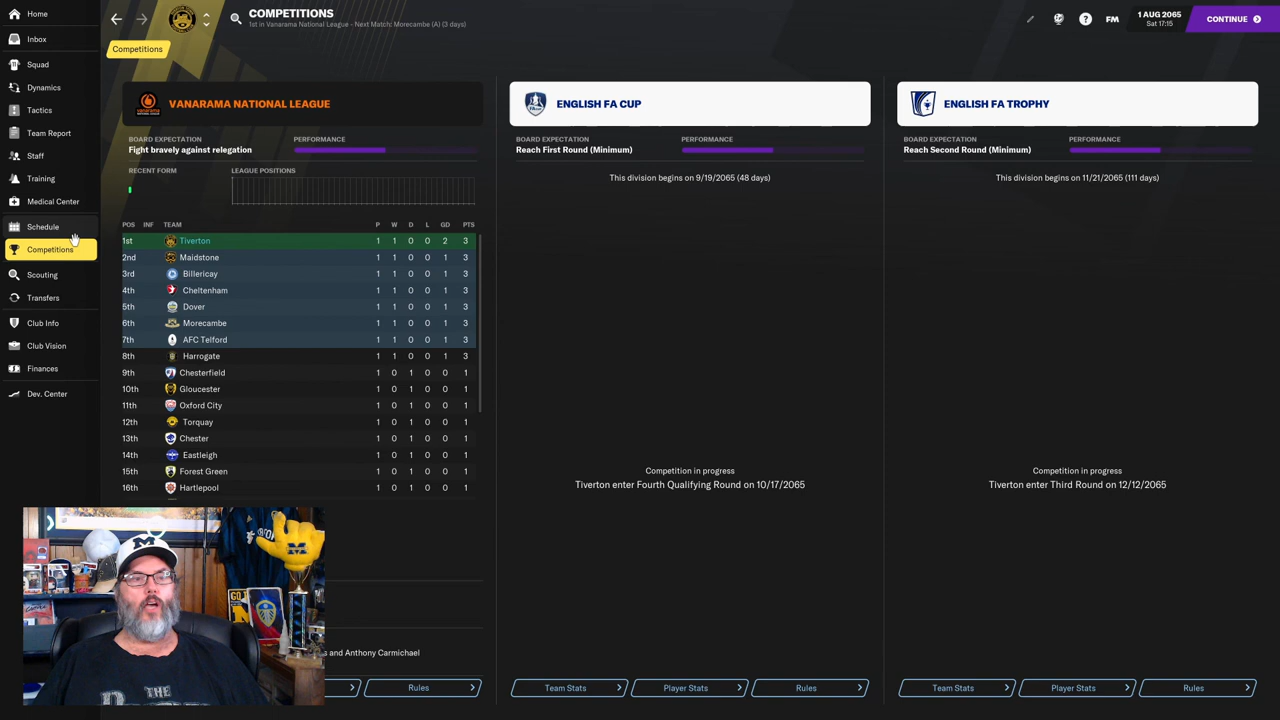 Home
Inbox
Squad
Dynamics
Tactics
Team Report
Staff
Training
Medical Center
Schedule
Competitions
Scouting
Transfers
Club Info
Club Vision
Finances
Dev. Center
COMPETITIONS
1st in Vanarama National League - Next Match: Morecambe (A) (3 days)
FM
1 AUG 2065
Sat 17:15
CONTINUE
Competitions
VANARAMA NATIONAL LEAGUE
BOARD EXPECTATION PERFORMANCE
Fight bravely against relegation
RECENT FORM LEAGUE POSITIONS
POS INF TEAM P W D L GD PTS
1st Tiverton 1 1 0 0 2 3
2nd Maidstone 1 1 0 0 1 3
3rd Billericay 1 1 0 0 1 3
4th Cheltenham 1 1 0 0 1 3
5th Dover 1 1 0 0 1 3
6th Morecambe 1 1 0 0 1 3
7th AFC Telford 1 1 0 0 1 3
8th Harrogate 1 1 0 0 1 3
9th Chesterfield 1 0 1 0 0 1
10th Gloucester 1 0 1 0 0 1
11th Oxford City 1 0 1 0 0 1
12th Torquay 1 0 1 0 0 1
13th Chester 1 0 1 0 0 1
14th Eastleigh 1 0 1 0 0 1
15th Forest Green 1 0 1 0 0 1
16th Hartlepool 1 0 1 0 0 1
and Anthony Carmichael
Rules
ENGLISH FA CUP
BOARD EXPECTATION PERFORMANCE
Reach First Round (Minimum)
This division begins on 9/19/2065 (48 days)
Competition in progress
Tiverton enter Fourth Qualifying Round on 10/17/2065
Team Stats Player Stats Rules
ENGLISH FA TROPHY
BOARD EXPECTATION PERFORMANCE
Reach Second Round (Minimum)
This division begins on 11/21/2065 (111 days)
Competition in progress
Tiverton enter Third Round on 12/12/2065
Team Stats Player Stats Rules
M
M
GO
THE